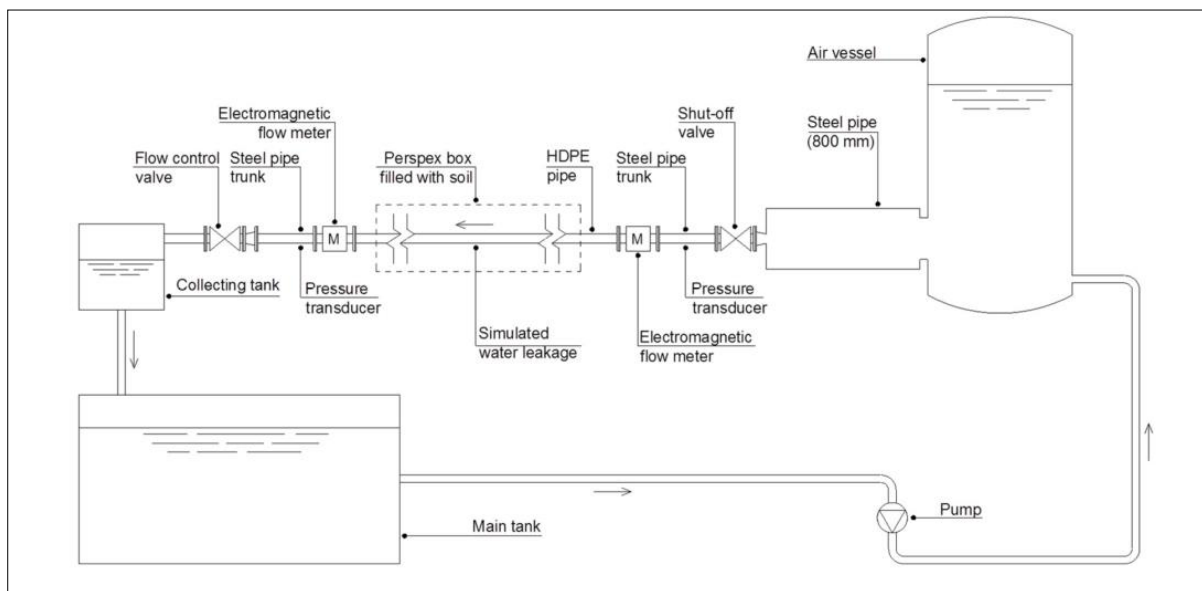 Air vessel
Electromagnetic
flow meter
Shut-off
valve
Steel pipe
(800 mm)
Flow control
valve
Steel pipe
trunk
Perspex box
filled with soil
HDPE
pipe
Steel pipe
trunk
M
M
Collecting tank
Pressure
transducer
Simulated
water leakage
Pressure
transducer
Electromagnetic
flow meter
Main tank
Pump